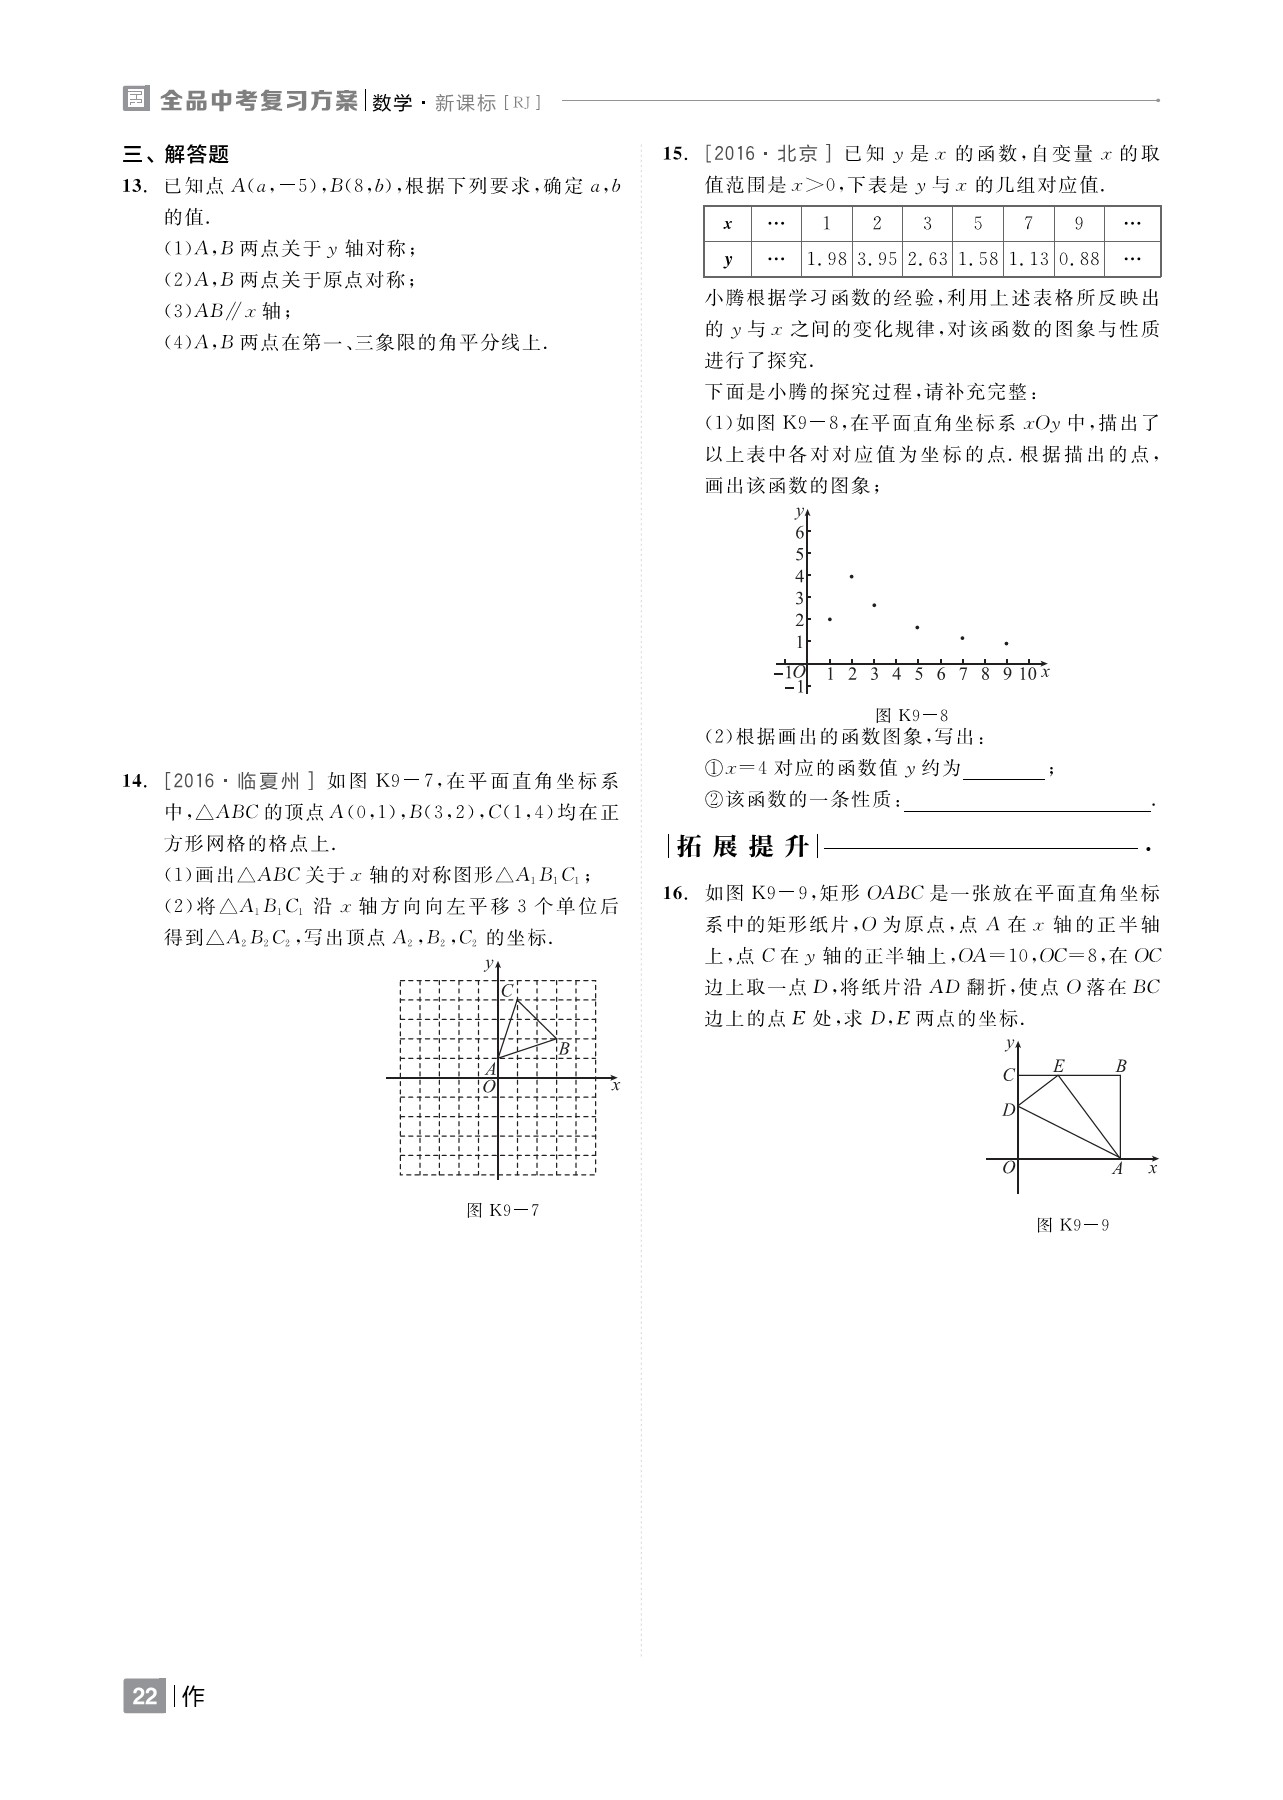 全品中考复习方案 数学·新课标[RJ]
三、解答题
13. 已知点 A(a,-5),B(8,b),根据下列要求,确定 a,b
的值.
(1)A,B 两点关于 y 轴对称;
(2)A,B 两点关于原点对称;
(3)AB∥x 轴;
(4)A,B 两点在第一、三象限的角平分线上.
14. [2016·临夏州] 如图 K9-7,在平面直角坐标系
中,△ABC 的顶点 A(0,1),B(3,2),C(1,4)均在正
方形网格的格点上.
(1)画出△ABC 关于 x 轴的对称图形△A₁B₁C₁;
(2)将△A₁B₁C₁ 沿 x 轴方向向左平移 3 个单位后
得到△A₂B₂C₂,写出顶点 A₂,B₂,C₂ 的坐标.
y
C
B
A
O
x
图 K9-7
15. [2016·北京] 已知 y 是 x 的函数,自变量 x 的取
值范围是 x>0,下表是 y 与 x 的几组对应值.
x … 1 2 3 5 7 9 …
y … 1.98 3.95 2.63 1.58 1.13 0.88 …
小腾根据学习函数的经验,利用上述表格所反映出
的 y 与 x 之间的变化规律,对该函数的图象与性质
进行了探究.
下面是小腾的探究过程,请补充完整:
(1)如图 K9-8,在平面直角坐标系 xOy 中,描出了
以上表中各对对应值为坐标的点. 根据描出的点,
画出该函数的图象;
y
6
5
4
3
2
1
-1O 1 2 3 4 5 6 7 8 9 10 x
-1
图 K9-8
(2)根据画出的函数图象,写出:
①x=4 对应的函数值 y 约为________;
②该函数的一条性质:________________________.
拓展提升
16. 如图 K9-9,矩形 OABC 是一张放在平面直角坐标
系中的矩形纸片,O 为原点,点 A 在 x 轴的正半轴
上,点 C 在 y 轴的正半轴上,OA=10,OC=8,在 OC
边上取一点 D,将纸片沿 AD 翻折,使点 O 落在 BC
边上的点 E 处,求 D,E 两点的坐标.
y
C E B
D
O A x
图 K9-9
22 作